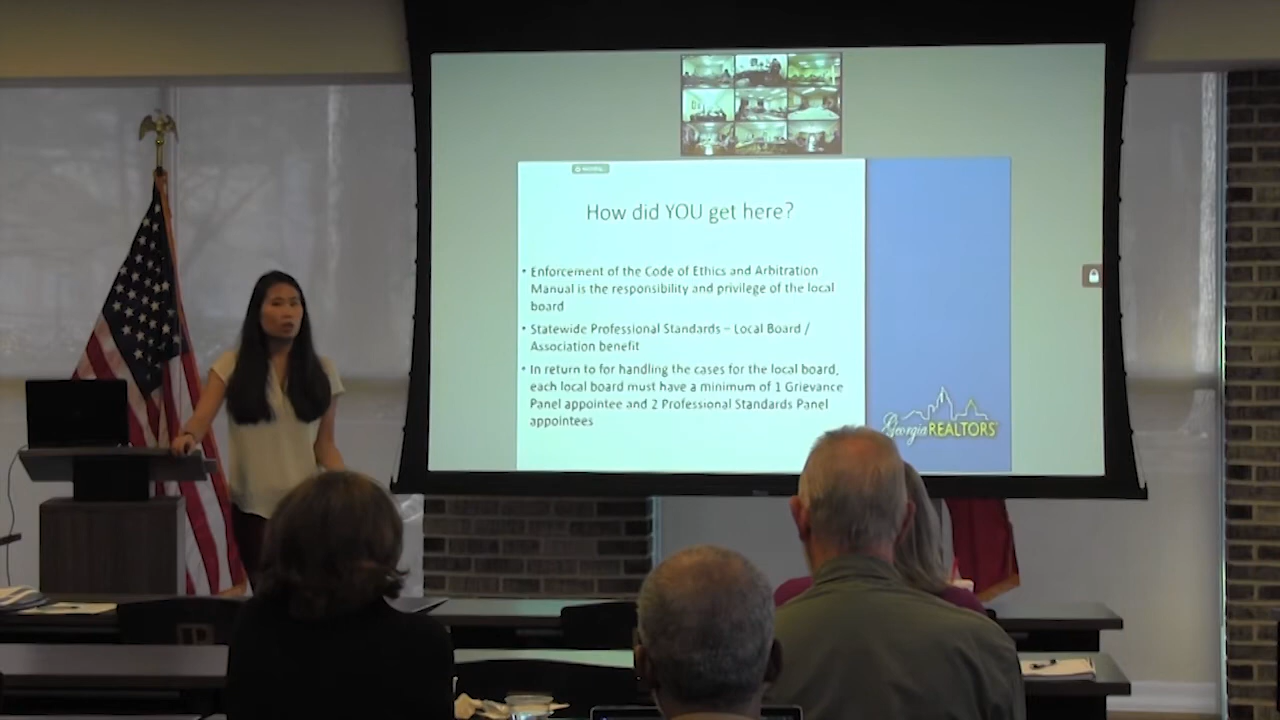 How did YOU get here?
• Enforcement of the Code of Ethics and Arbitration
Manual is the responsibility and privilege of the local
board
• Statewide Professional Standards – Local Board /
Association benefit
• In return to for handling the cases for the local board,
each local board must have a minimum of 1 Grievance
Panel appointee and 2 Professional Standards Panel
appointees
Georgia REALTORS®